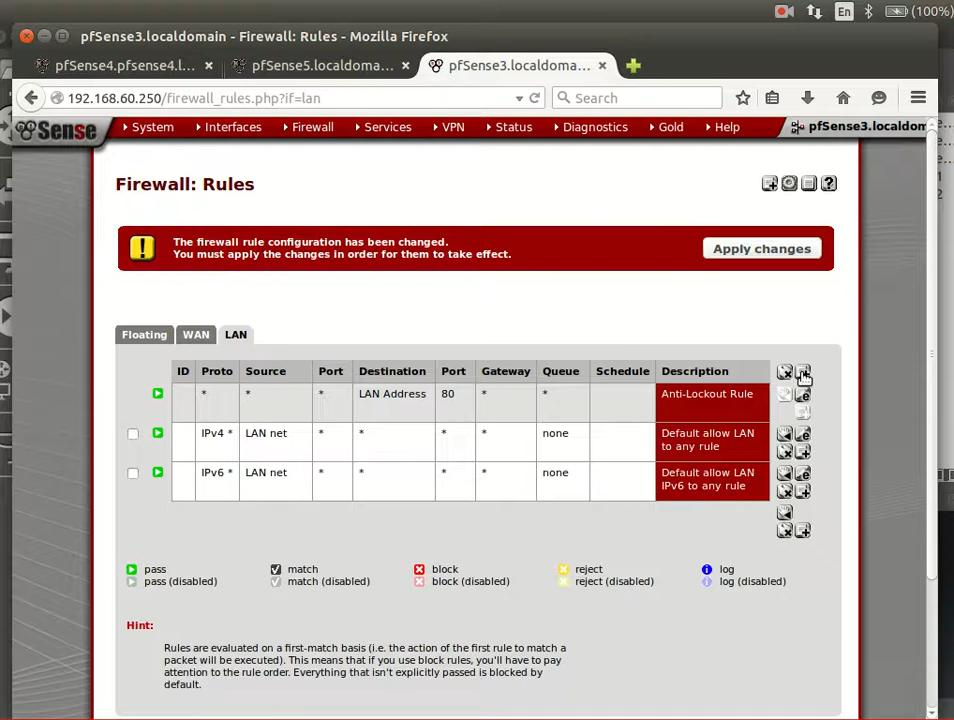 En
(100%)
pfSense3.localdomain - Firewall: Rules - Mozilla Firefox
pfSense4.pfsense4.l...
pfSense5.localdoma...
pfSense3.localdoma...
192.168.60.250/firewall_rules.php?if=lan
Search
Sense
System
Interfaces
Firewall
Services
VPN
Status
Diagnostics
Gold
Help
pfSense3.localdom
Firewall: Rules
The firewall rule configuration has been changed.
You must apply the changes in order for them to take effect.
Apply changes
Floating
WAN
LAN
ID Proto Source Port Destination Port Gateway Queue Schedule Description
* * * LAN Address 80 * * Anti-Lockout Rule
IPv4 * LAN net * * * * none Default allow LAN
to any rule
IPv6 * LAN net * * * * none Default allow LAN
IPv6 to any rule
pass
match
block
reject
log
pass (disabled)
match (disabled)
block (disabled)
reject (disabled)
log (disabled)
Hint:
Rules are evaluated on a first-match basis (i.e. the action of the first rule to match a
packet will be executed). This means that if you use block rules, you'll have to pay
attention to the rule order. Everything that isn't explicitly passed is blocked by
default.